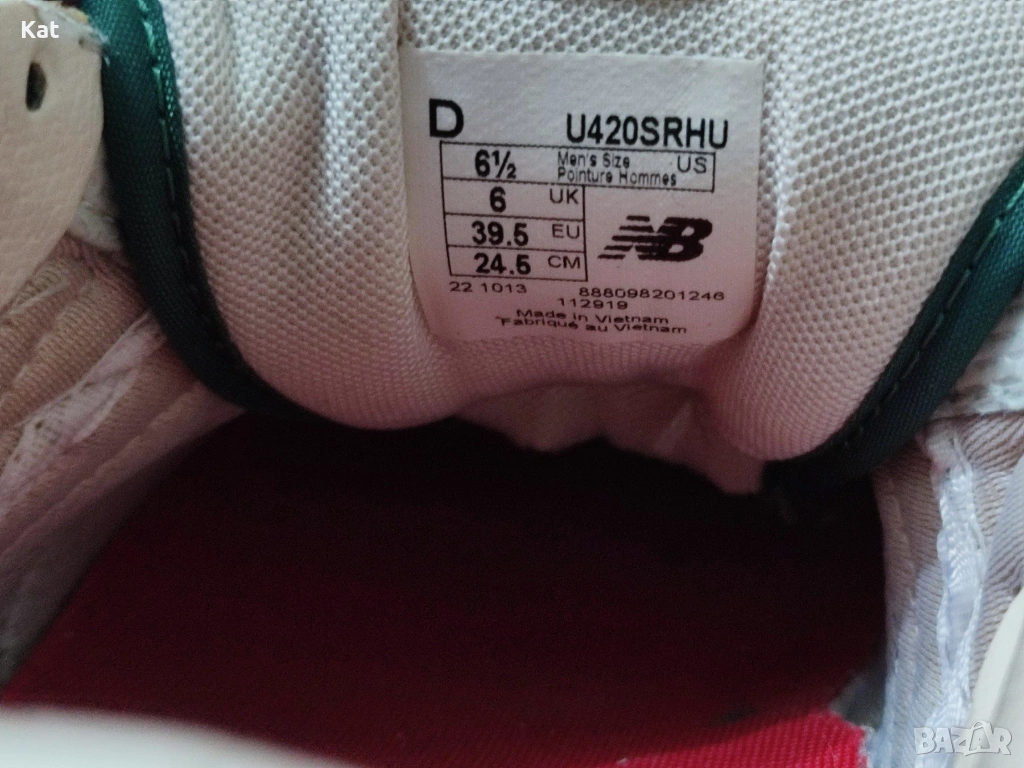 Kat
D
U420SRHU
6½ Men's Size US
Pointure Hommes
6 UK
39.5 EU
24.5 CM
NB
22 1013 888098201246
112919
Made in Vietnam
Fabriqué au Vietnam
BAZAR